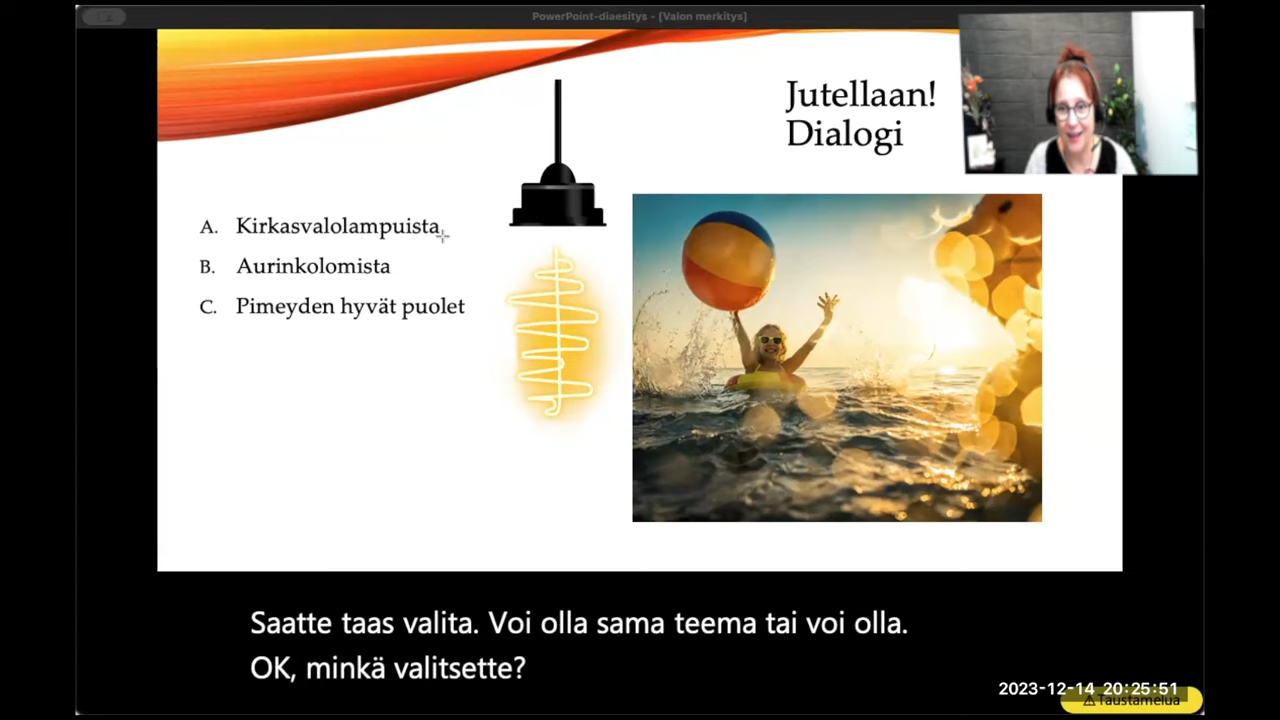 PowerPoint-diaesitys - [Valon merkitys]
Jutellaan!
Dialogi
A. Kirkasvalolampuista
B. Aurinkolomista
C. Pimeyden hyvät puolet
Saatte taas valita. Voi olla sama teema tai voi olla.
OK, minkä valitsette?
2023-12-14 20:25:51
⚠ Taustamelua